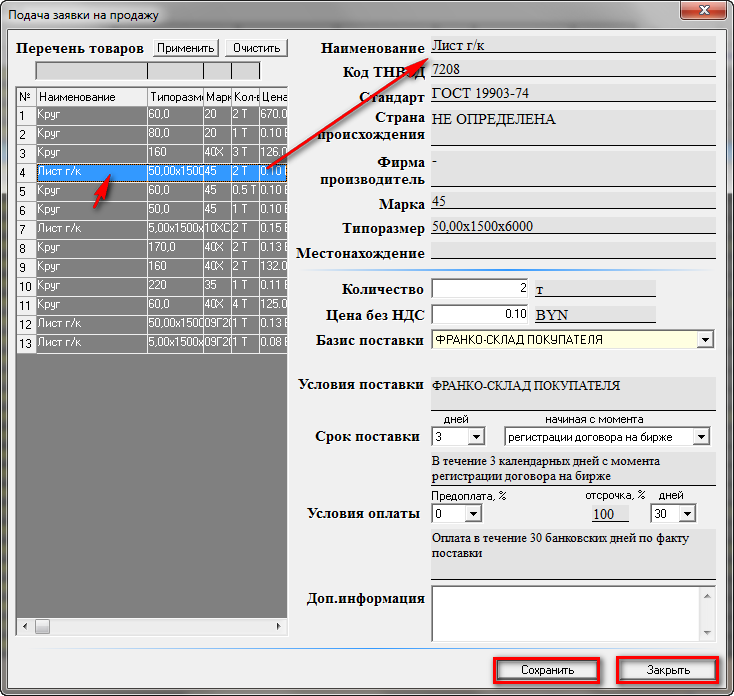 Подача заявки на продажу
Перечень товаров Применить Очистить
№ Наименование Типоразм Марк Кол-в Цена
1 Круг 60,0 20 2 Т 670.0
2 Круг 80,0 20 1 Т 0.10 В
3 Круг 160 40Х 3 Т 126.0
4 Лист г/к 50,00х1500 45 2 Т 0.10 В
5 Круг 60,0 45 0.5 Т 0.10 В
6 Круг 50,0 45 1 Т 0.10 В
7 Лист г/к 5,00х1500х 10ХС 2 Т 0.15 В
8 Круг 170,0 40Х 2 Т 0.13 В
9 Круг 160 40Х 2 Т 132.0
10 Круг 220 35 1 Т 0.11 В
11 Круг 60,0 40Х 4 Т 125.0
12 Лист г/к 50,00х1500 09Г2 1 Т 0.13 В
13 Лист г/к 5,00х1500х 09Г2 1 Т 0.08 В
Наименование Лист г/к
Код ТНВЭД 7208
Стандарт ГОСТ 19903-74
Страна происхождения НЕ ОПРЕДЕЛЕНА
Фирма
производитель -
Марка 45
Типоразмер 50,00х1500х6000
Местонахождение
Количество 2 т
Цена без НДС 0.10 BYN
Базис поставки ФРАНКО-СКЛАД ПОКУПАТЕЛЯ
Условия поставки ФРАНКО-СКЛАД ПОКУПАТЕЛЯ
дней начиная с момента
Срок поставки 3 регистрации договора на бирже
В течение 3 календарных дней с момента
регистрации договора на бирже
Предоплата, % отсрочка, % дней
Условия оплаты 0 100 30
Оплата в течение 30 банковских дней по факту
поставки
Доп.информация
Сохранить Закрыть